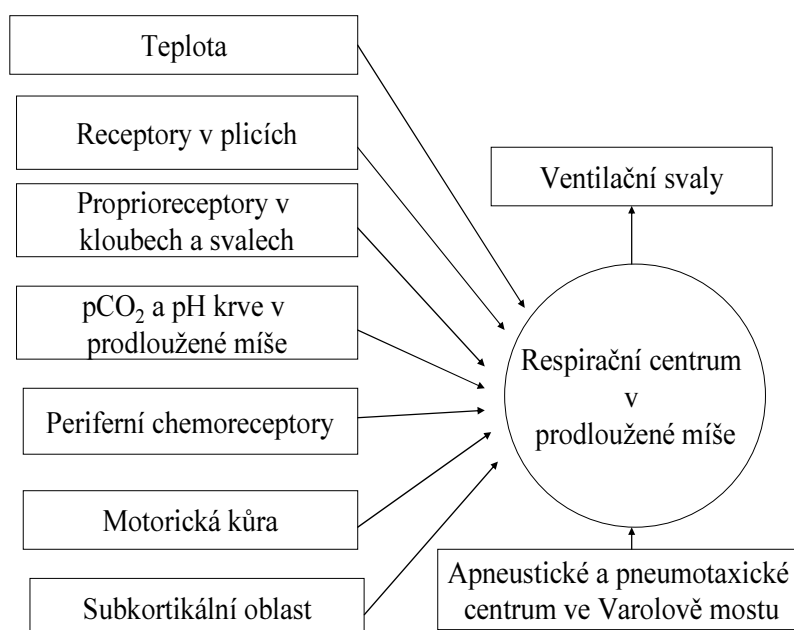 Teplota
Receptory v plicích
Proprioreceptory v
kloubech a svalech
pCO₂ a pH krve v
prodloužené míše
Periferní chemoreceptory
Motorická kůra
Subkortikální oblast
Ventilační svaly
Respirační centrum
v
prodloužené míše
Apneustické a pneumotaxické
centrum ve Varolově mostu